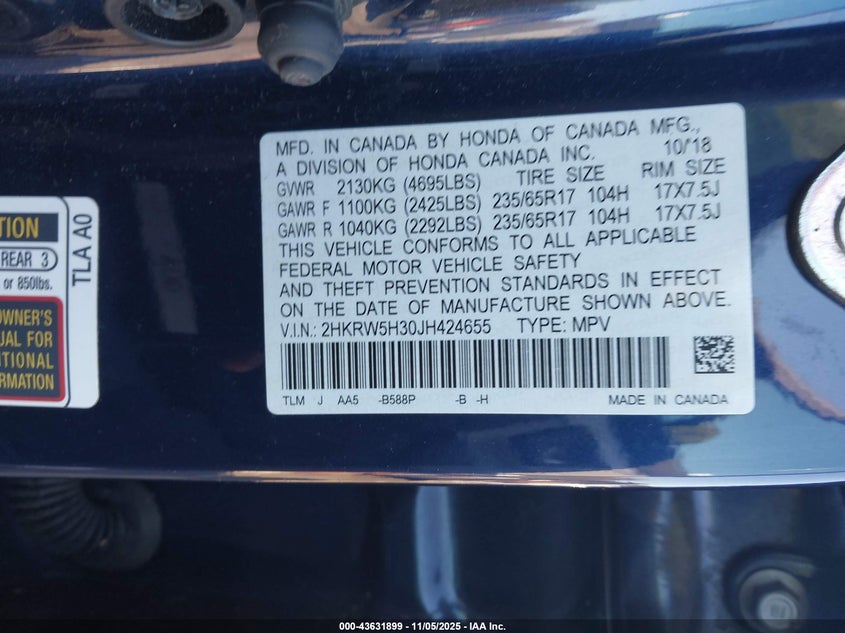 MFD. IN CANADA BY HONDA OF CANADA MFG.,
A DIVISION OF HONDA CANADA INC. 10/'18
GVWR 2130KG (4695LBS) TIRE SIZE RIM SIZE
GAWR F 1100KG (2425LBS) 235/65R17 104H 17X7.5J
GAWR R 1040KG (2292LBS) 235/65R17 104H 17X7.5J
THIS VEHICLE CONFORMS TO ALL APPLICABLE
FEDERAL MOTOR VEHICLE SAFETY
AND THEFT PREVENTION STANDARDS IN EFFECT
ON THE DATE OF MANUFACTURE SHOWN ABOVE.
V.I.N.: 2HKRW5H30JH424655 TYPE: MPV
TLM J AA5 -B588P -B -H MADE IN CANADA
TION
REAR 3
or 850lbs.
OWNER'S
UAL FOR
ITIONAL
RMATION
TLA A0
000-43631899 - 11/05/2025 - IAA Inc.